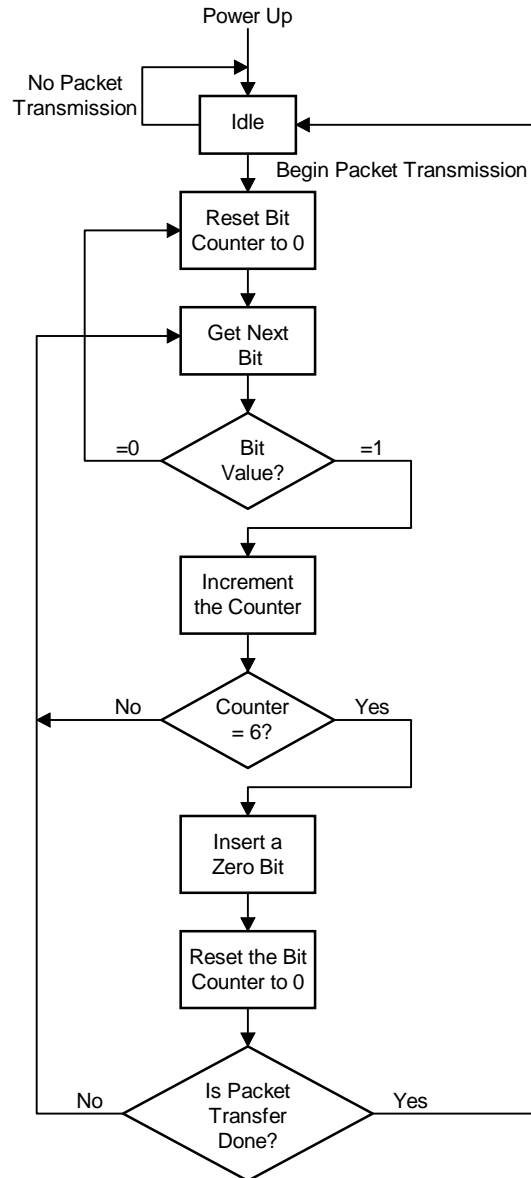 Power Up
No Packet
Transmission
Idle
Begin Packet Transmission
Reset Bit
Counter to 0
Get Next
Bit
=0
Bit
Value?
=1
Increment
the Counter
No
Counter
= 6?
Yes
Insert a
Zero Bit
Reset the Bit
Counter to 0
No
Is Packet
Transfer
Done?
Yes